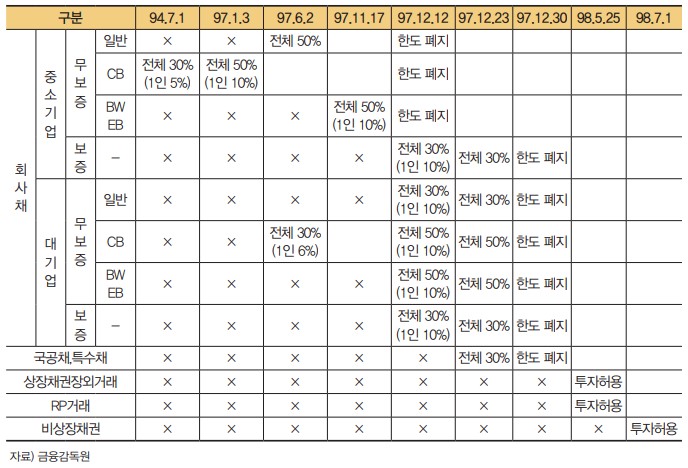 구분 94.7.1 97.1.3 97.6.2 97.11.17 97.12.12 97.12.23 97.12.30 98.5.25 98.7.1
회사채 중소기업 무보증 일반 × × 전체 50% 한도 폐지
CB 전체 30% (1인 5%) 전체 50% (1인 10%) 한도 폐지
BW EB × × × 전체 50% (1인 10%) 한도 폐지
보증 – × × × × 전체 30% (1인 10%) 전체 30% 한도 폐지
대기업 무보증 일반 × × × × 전체 30% (1인 10%) 전체 30% 한도 폐지
CB × × 전체 30% (1인 6%) 전체 50% (1인 10%) 전체 50% 한도 폐지
BW EB × × × × 전체 50% (1인 10%) 전체 50% 한도 폐지
보증 – × × × × 전체 30% (1인 10%) 전체 30% 한도 폐지
국공채,특수채 × × × × × 전체 30% 한도 폐지
상장채권장외거래 × × × × × × × 투자허용
RP거래 × × × × × × × 투자허용
비상장채권 × × × × × × × × 투자허용
자료) 금융감독원